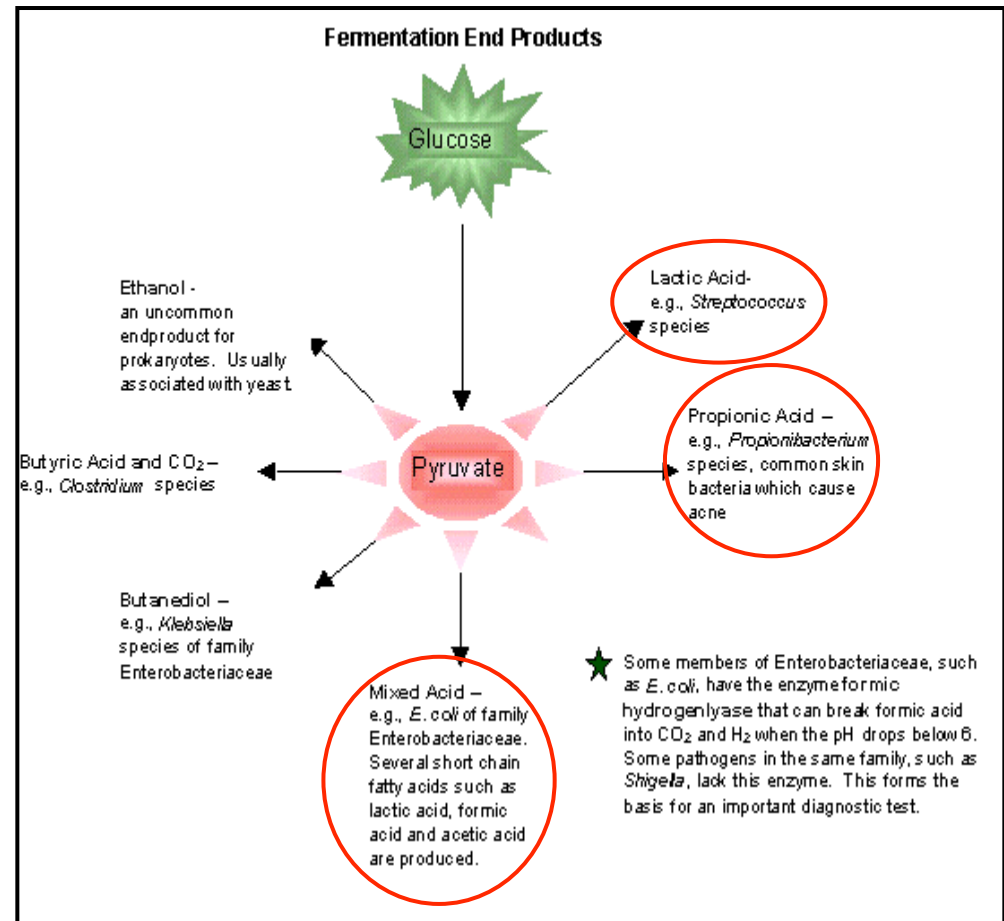 Fermentation End Products
Glucose
Ethanol -
an uncommon
endproduct for
prokaryotes. Usually
associated with yeast.
Lactic Acid-
e.g., Streptococcus
species
Propionic Acid –
e.g., Propionibacterium
species, common skin
bacteria which cause
acne
Pyruvate
Butyric Acid and CO₂ –
e.g., Clostridium species
Butanediol –
e.g., Klebsiella
species of family
Enterobacteriaceae
Mixed Acid –
e.g., E. coli of family
Enterobacteriaceae.
Several short chain
fatty acids such as
lactic acid, formic
acid and acetic acid
are produced.
Some members of Enterobacteriaceae, such
as E. coli, have the enzyme formic
hydrogenlyase that can break formic acid
into CO₂ and H₂ when the pH drops below 6.
Some pathogens in the same family, such as
Shigella, lack this enzyme. This forms the
basis for an important diagnostic test.